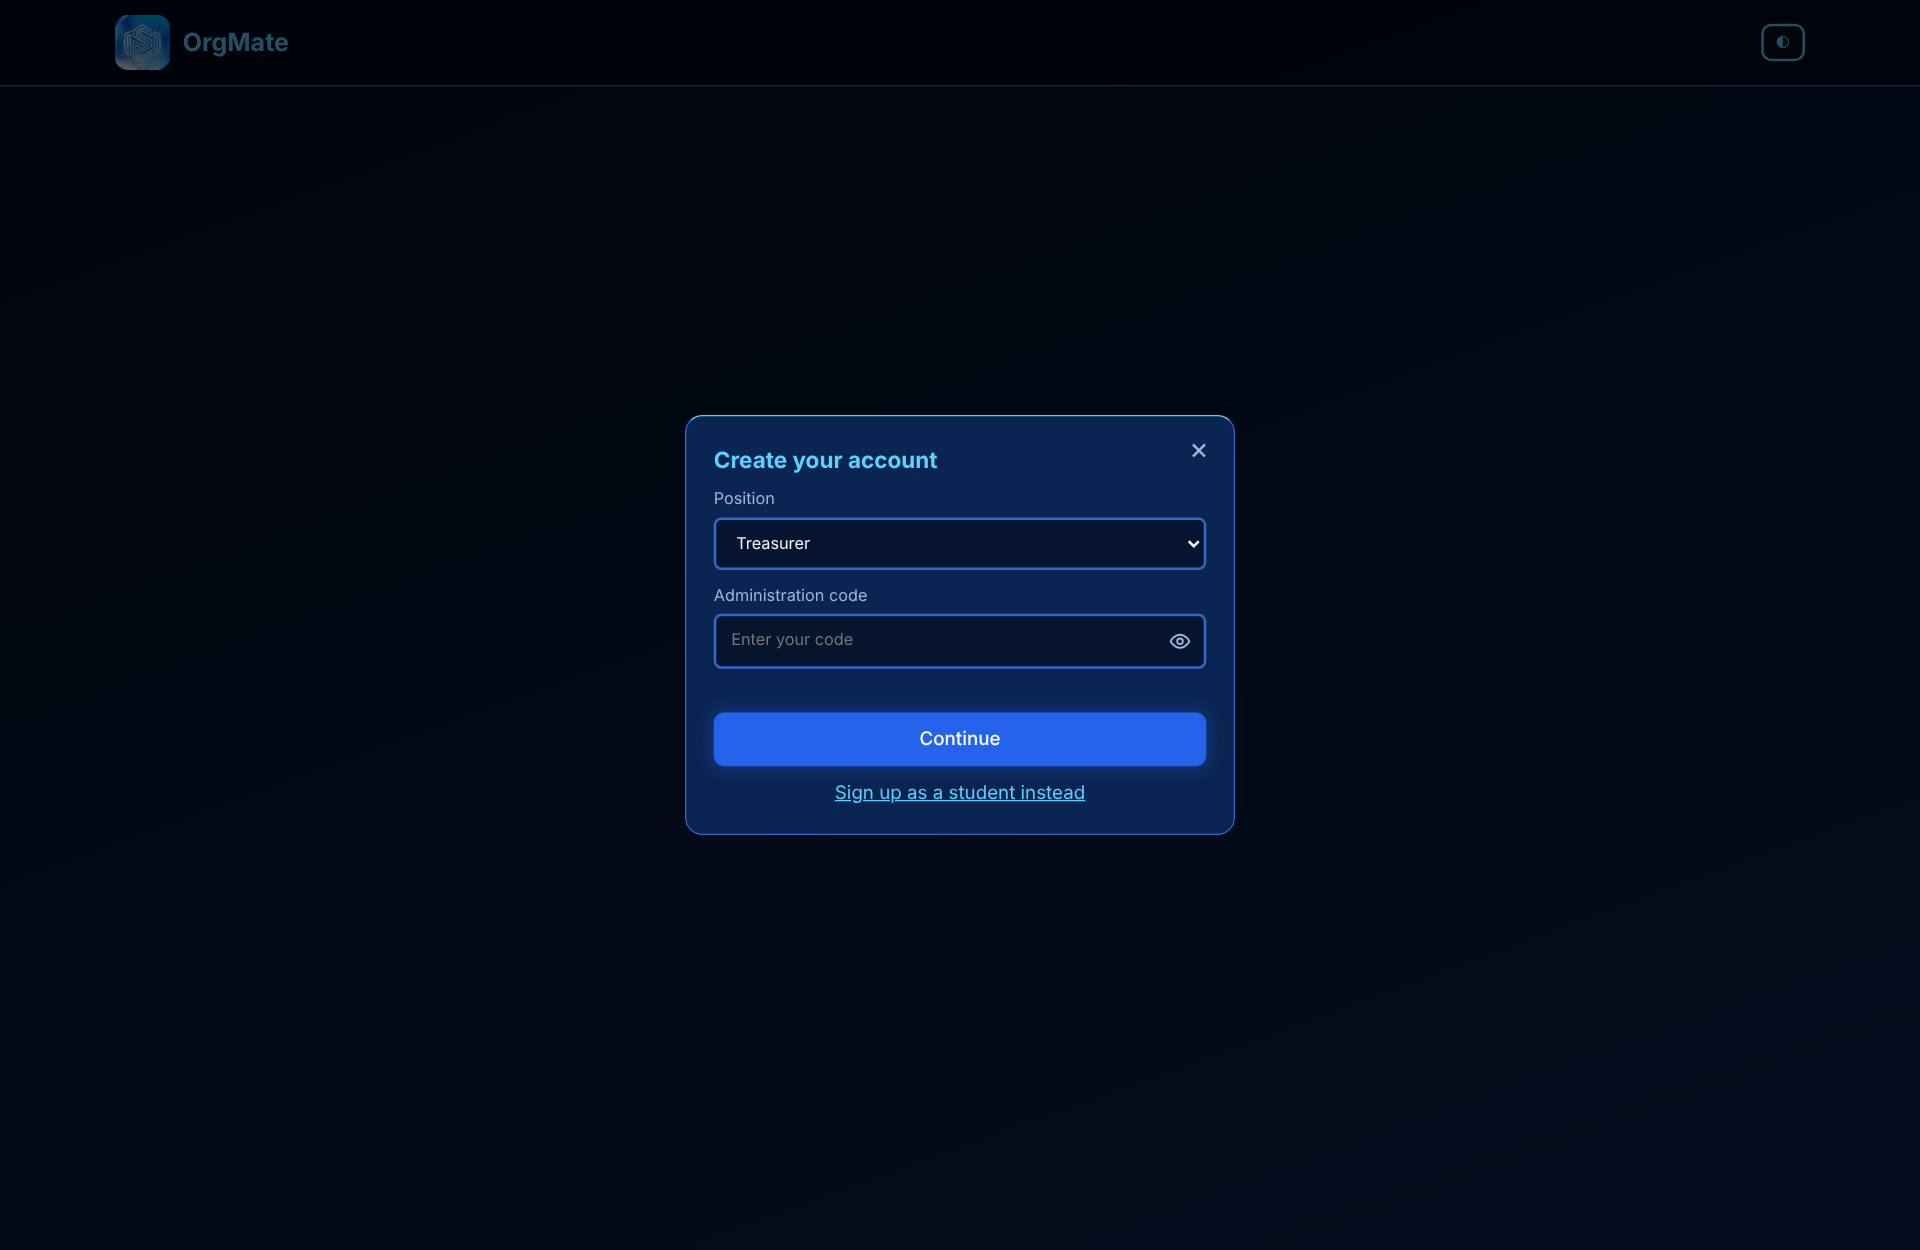 OrgMate
Create your account
Position
Treasurer
Administration code
Enter your code
Continue
Sign up as a student instead